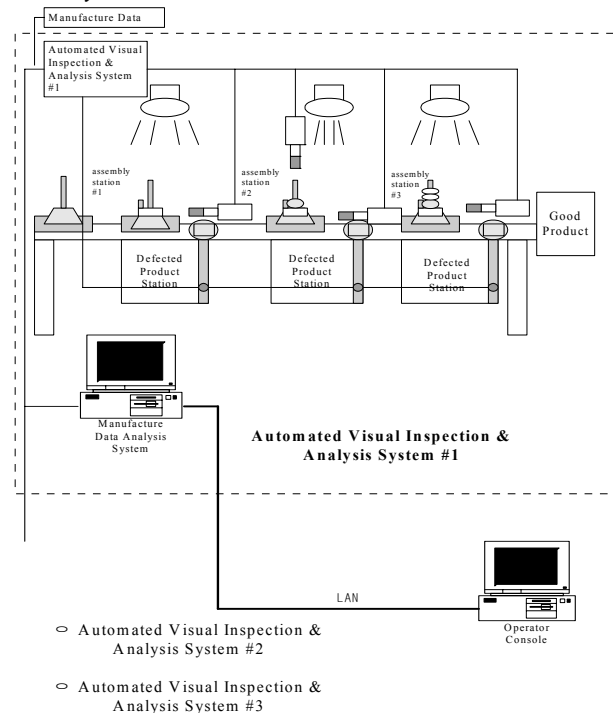 Manufacture Data
Automated Visual
Inspection &
Analysis System
#1
assembly
station
#1
assembly
station
#2
assembly
station
#3
Good
Product
Defected
Product
Station
Defected
Product
Station
Defected
Product
Station
Manufacture
Data Analysis
System
Automated Visual Inspection &
Analysis System #1
LAN
Operator
Console
Automated Visual Inspection &
Analysis System #2
Automated Visual Inspection &
Analysis System #3